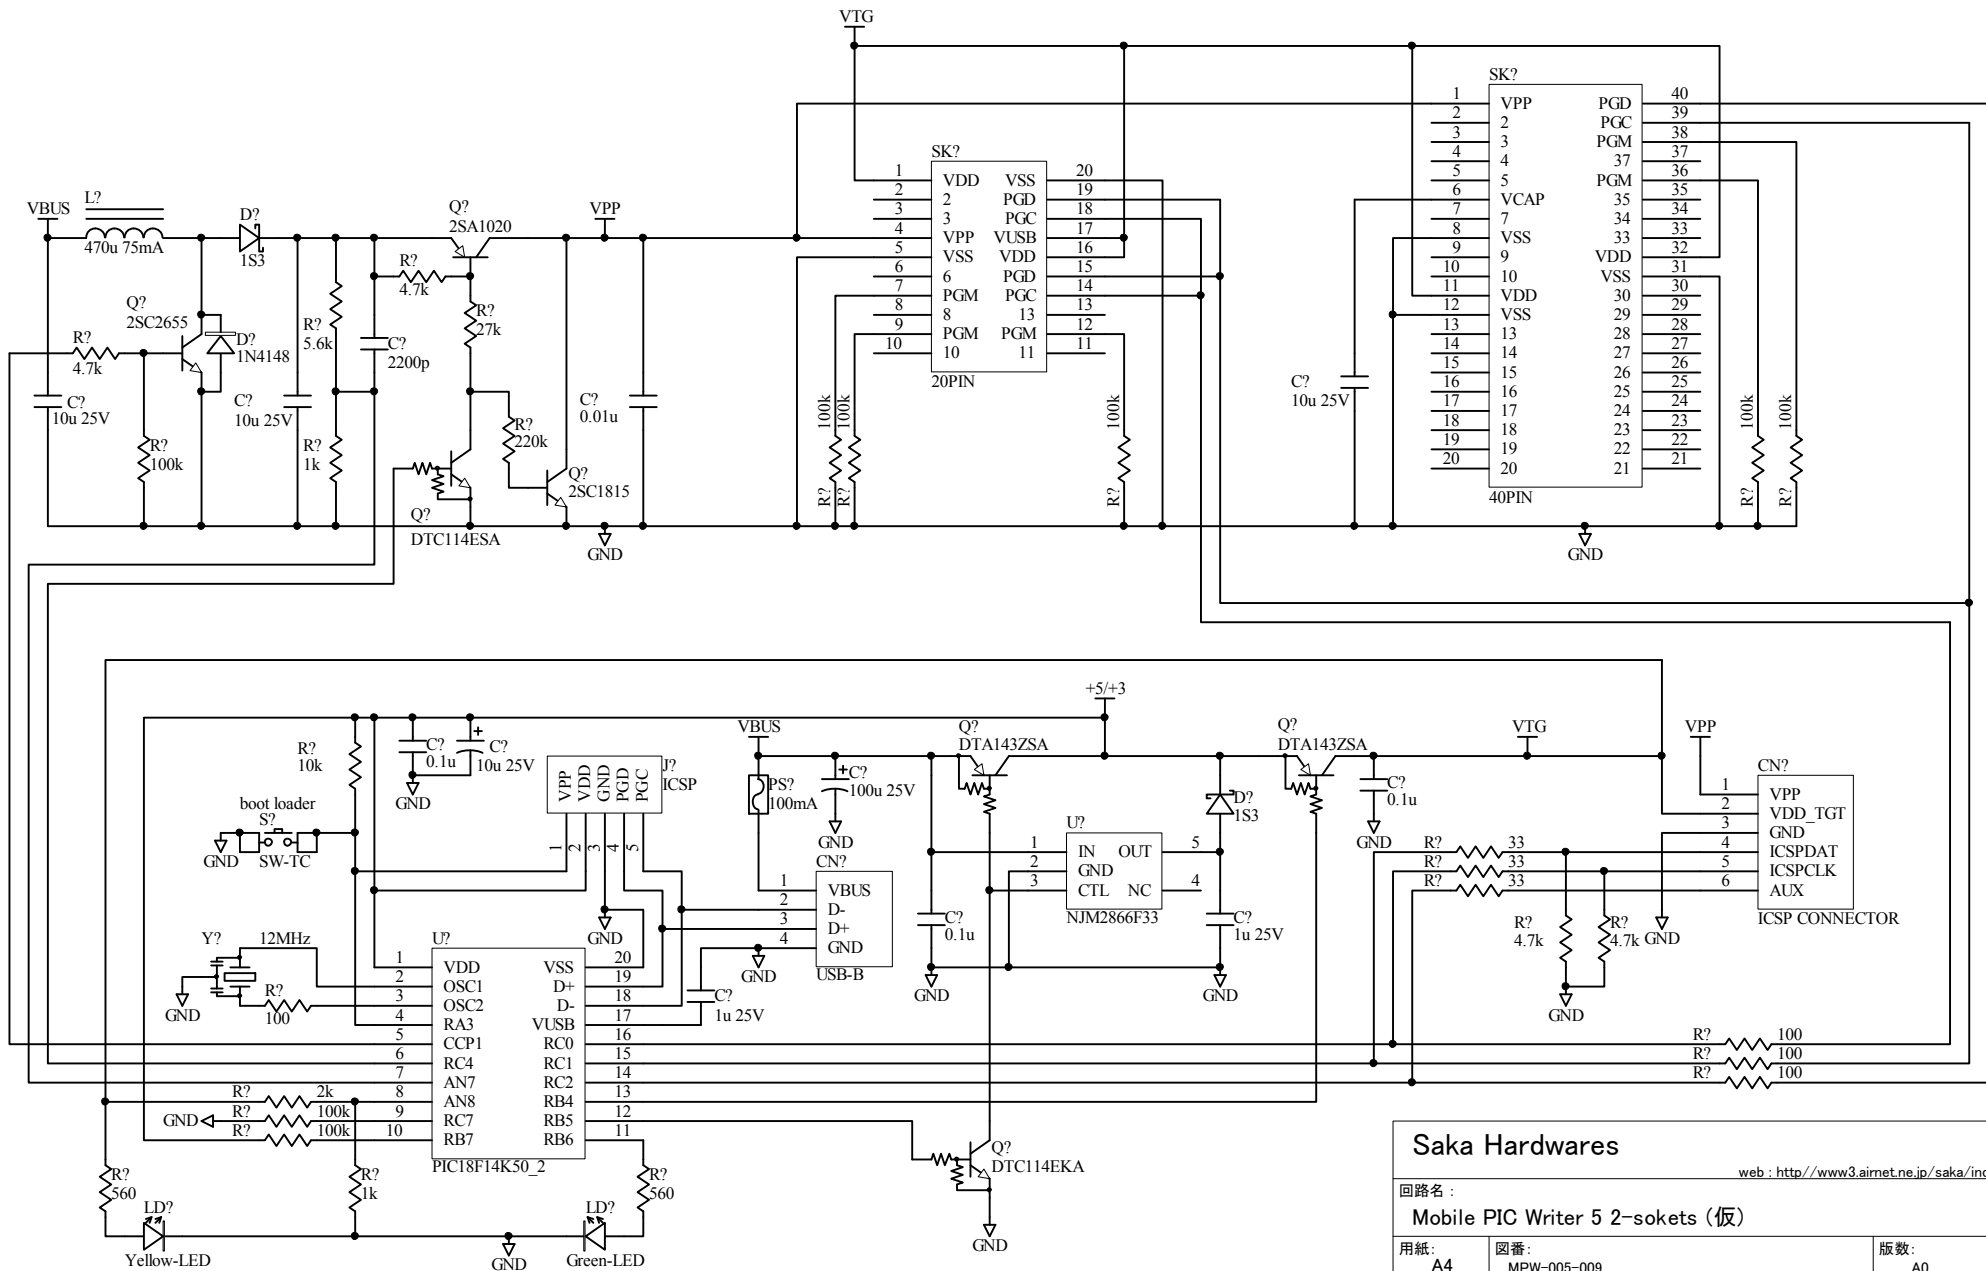 VTG
SK?
1 VPP PGD 40
2 2 PGC 39
3 3 PGM 38
4 4 37 37
5 5 PGM 36
6 VCAP 35 35
7 7 34 34
8 VSS 33 33
9 9 VDD 32
10 10 VSS 31
11 VDD 30 30
12 VSS 29 29
13 13 28 28
14 14 27 27
15 15 26 26
16 16 25 25
17 17 24 24
18 18 23 23
19 19 22 22
20 20 21 21
40PIN
SK?
1 VDD VSS 20
2 2 PGD 19
3 3 PGC 18
4 VPP VUSB 17
5 VSS VDD 16
6 6 PGD 15
7 PGM PGC 14
8 8 13 13
9 PGM PGM 12
10 10 11 11
20PIN
VBUS
L?
470u 75mA
D?
1S3
Q?
2SA1020
VPP
R?
4.7k
Q?
2SC2655
D?
1N4148
R?
4.7k
R?
5.6k
R?
27k
C?
2200p
C?
10u 25V
C?
10u 25V
R?
100k
R?
1k
R?
220k
C?
0.01u
Q?
2SC1815
Q?
DTC114ESA
GND
R? 100k
R? 100k
R? 100k
C?
10u 25V
R? 100k
R? 100k
GND
+5/+3
R?
10k
C?
0.1u
C?
10u 25V
+
GND
boot loader
S?
GND
SW-TC
J?
ICSP
VPP
VDD
GND
PGD
PGC
1
2
3
4
5
GND
VBUS
PS?
100mA
+
C?
100u 25V
GND
CN?
1 VBUS
2 D-
3 D+
4 GND
USB-B
GND
C?
1u 25V
Q?
DTA143ZSA
C?
0.1u
GND
U?
1 IN OUT 5
2 GND
3 CTL NC 4
NJM2866F33
D?
1S3
C?
1u 25V
GND
Q?
DTA143ZSA
C?
0.1u
GND
VTG
VPP
CN?
1 VPP
2 VDD_TGT
3 GND
4 ICSPDAT
5 ICSPCLK
6 AUX
ICSP CONNECTOR
R? 33
R? 33
R? 33
R?
4.7k
R?
4.7k
GND
GND
Y? 12MHz
GND
R?
100
U?
1 VDD VSS 20
2 OSC1 D+ 19
3 OSC2 D- 18
4 RA3 VUSB 17
5 CCP1 RC0 16
6 RC4 RC1 15
7 AN7 RC2 14
8 AN8 RB4 13
9 RC7 RB5 12
10 RB7 RB6 11
PIC18F14K50_2
R? 2k
GND R? 100k
R? 100k
R? 100
R? 100
R? 100
R?
560
LD?
Yellow-LED
R?
1k
GND
LD?
Green-LED
R?
560
Q?
DTC114EKA
GND
Saka Hardwares
web : http//www3.airnet.ne.jp/saka/in
回路名 :
Mobile PIC Writer 5 2-sokets (仮)
用紙:
A4
図番:
MPW-005-009
版数:
A0